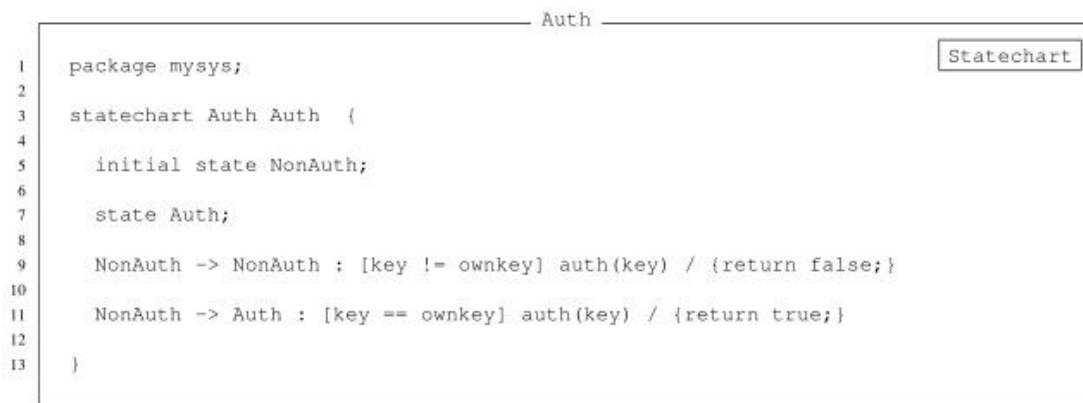 Auth
Statechart
1 package mysys;
2
3 statechart Auth Auth {
4
5 initial state NonAuth;
6
7 state Auth;
8
9 NonAuth -> NonAuth : [key != ownkey] auth(key) / {return false;}
10
11 NonAuth -> Auth : [key == ownkey] auth(key) / {return true;}
12
13 }